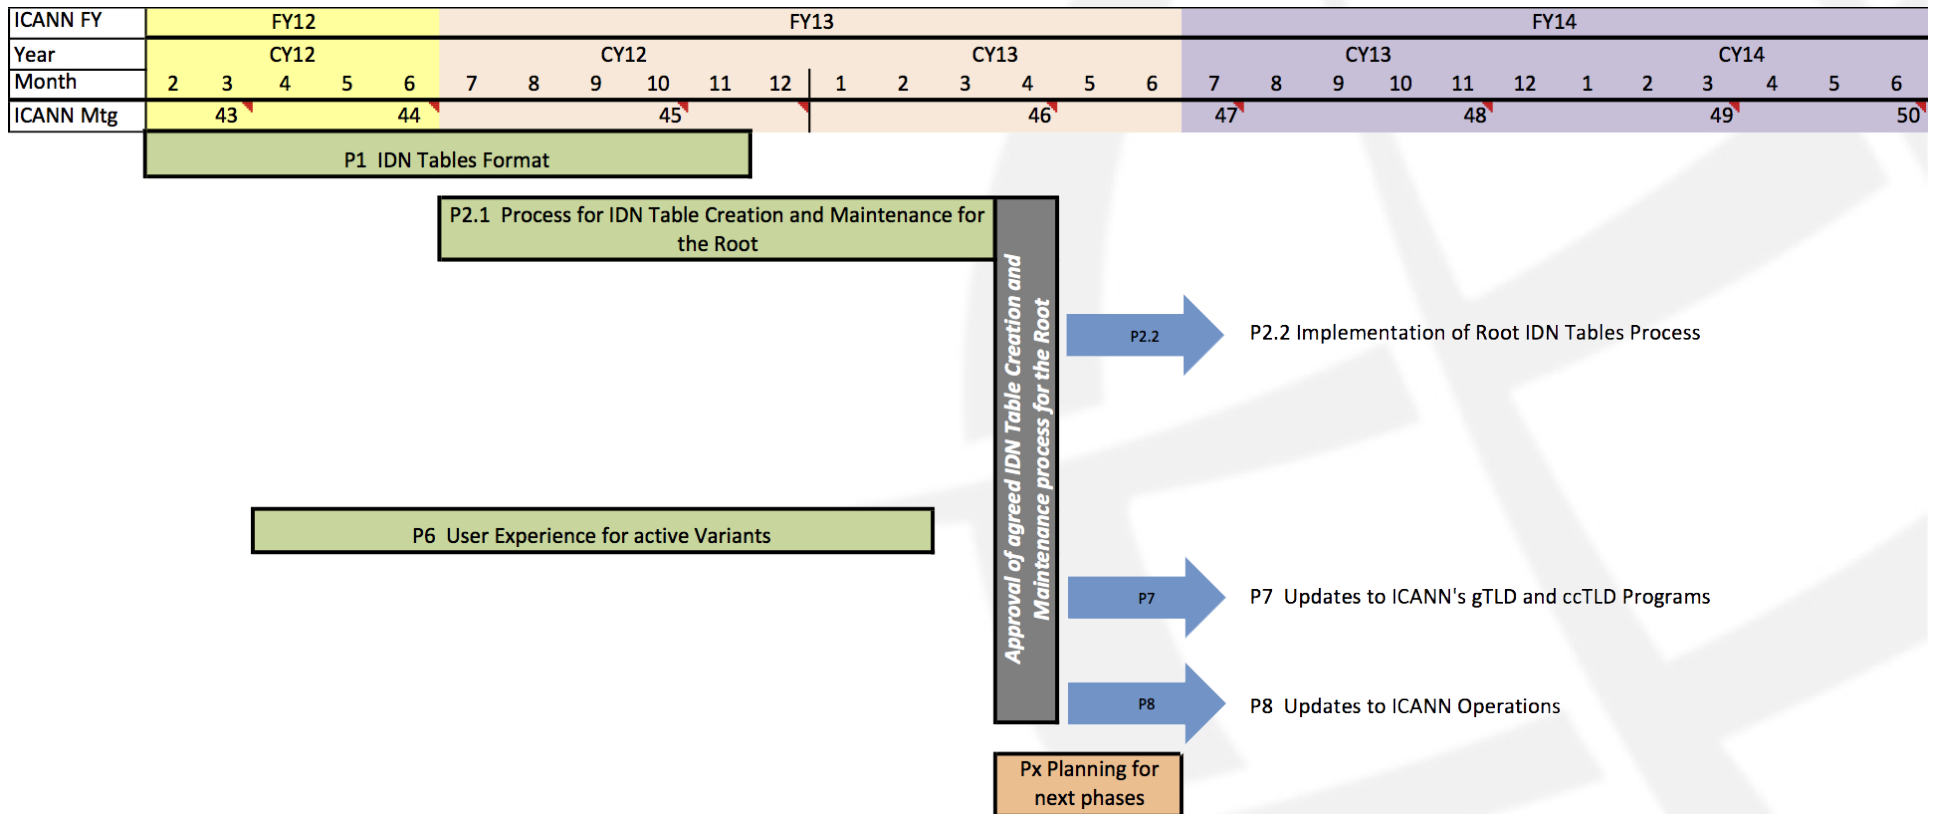 ICANN FY FY12 FY13 FY14
Year CY12 CY12 CY13 CY13 CY14
Month 2 3 4 5 6 7 8 9 10 11 12 1 2 3 4 5 6 7 8 9 10 11 12 1 2 3 4 5 6
ICANN Mtg 43 44 45 46 47 48 49 50
P1 IDN Tables Format
P2.1 Process for IDN Table Creation and Maintenance for
the Root
Approval of agreed IDN Table Creation and
Maintenance process for the Root
P2.2
P2.2 Implementation of Root IDN Tables Process
P6 User Experience for active Variants
P7
P7 Updates to ICANN's gTLD and ccTLD Programs
P8
P8 Updates to ICANN Operations
Px Planning for
next phases